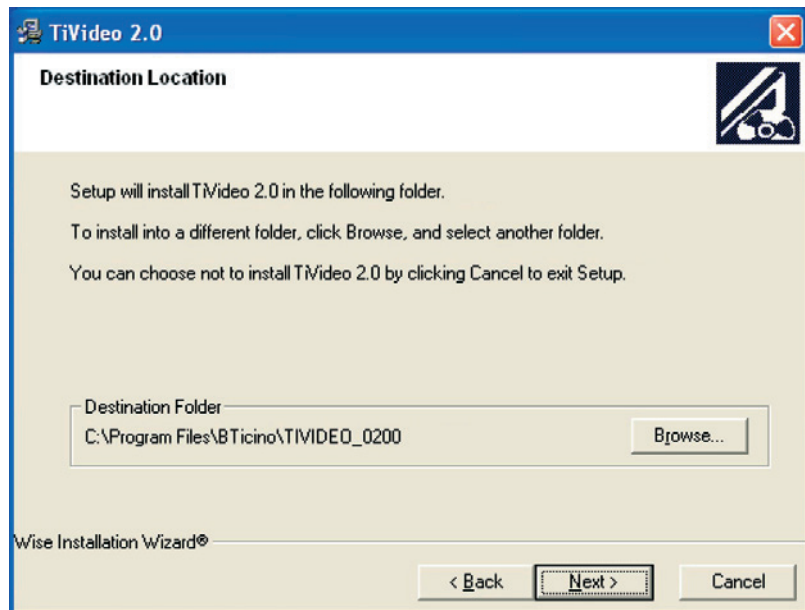 TiVideo 2.0
Destination Location
Setup will install TiVideo 2.0 in the following folder.
To install into a different folder, click Browse, and select another folder.
You can choose not to install TiVideo 2.0 by clicking Cancel to exit Setup.
Destination Folder
C:\Program Files\BTicino\TIVIDEO_0200
Browse...
Wise Installation Wizard®
< Back Next > Cancel